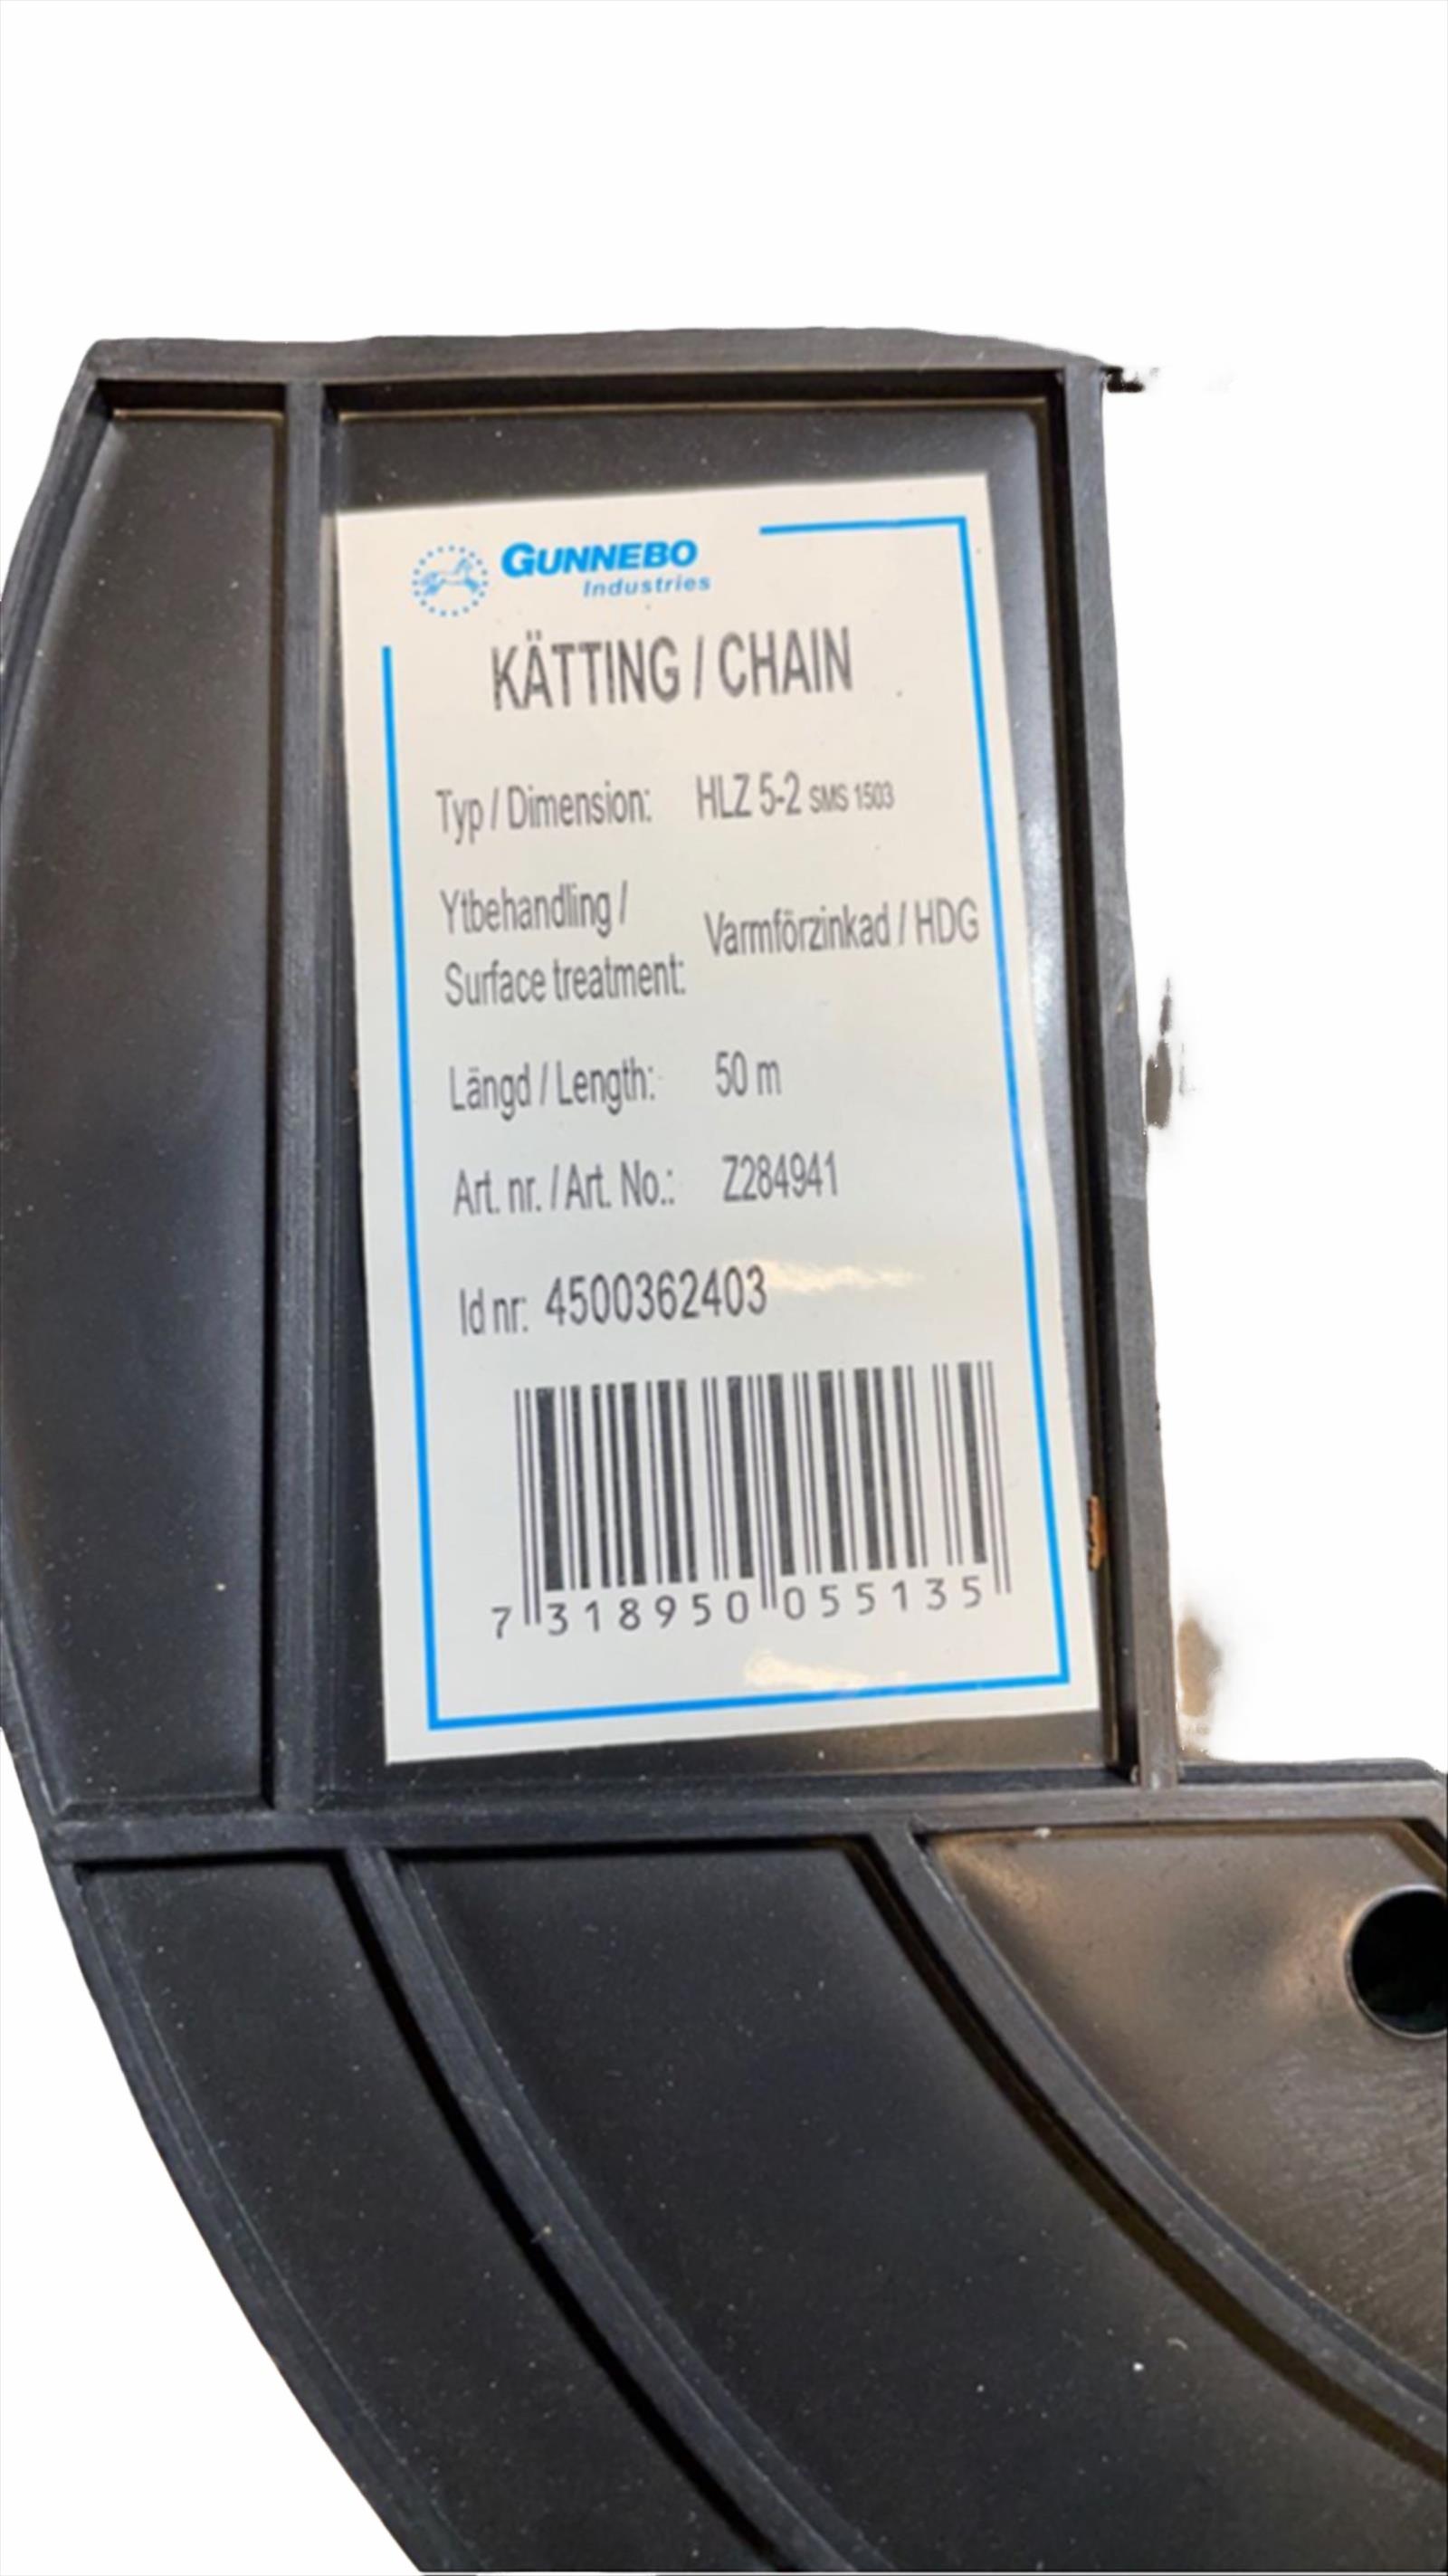 GUNNEBO
Industries
KÄTTING / CHAIN
Typ / Dimension: HLZ 5-2 SMS 1503
Ytbehandling /
Surface treatment: Varmförzinkad / HDG
Längd / Length: 50 m
Art. nr. / Art. No.: Z284941
Id nr: 4500362403
7 318950 055135